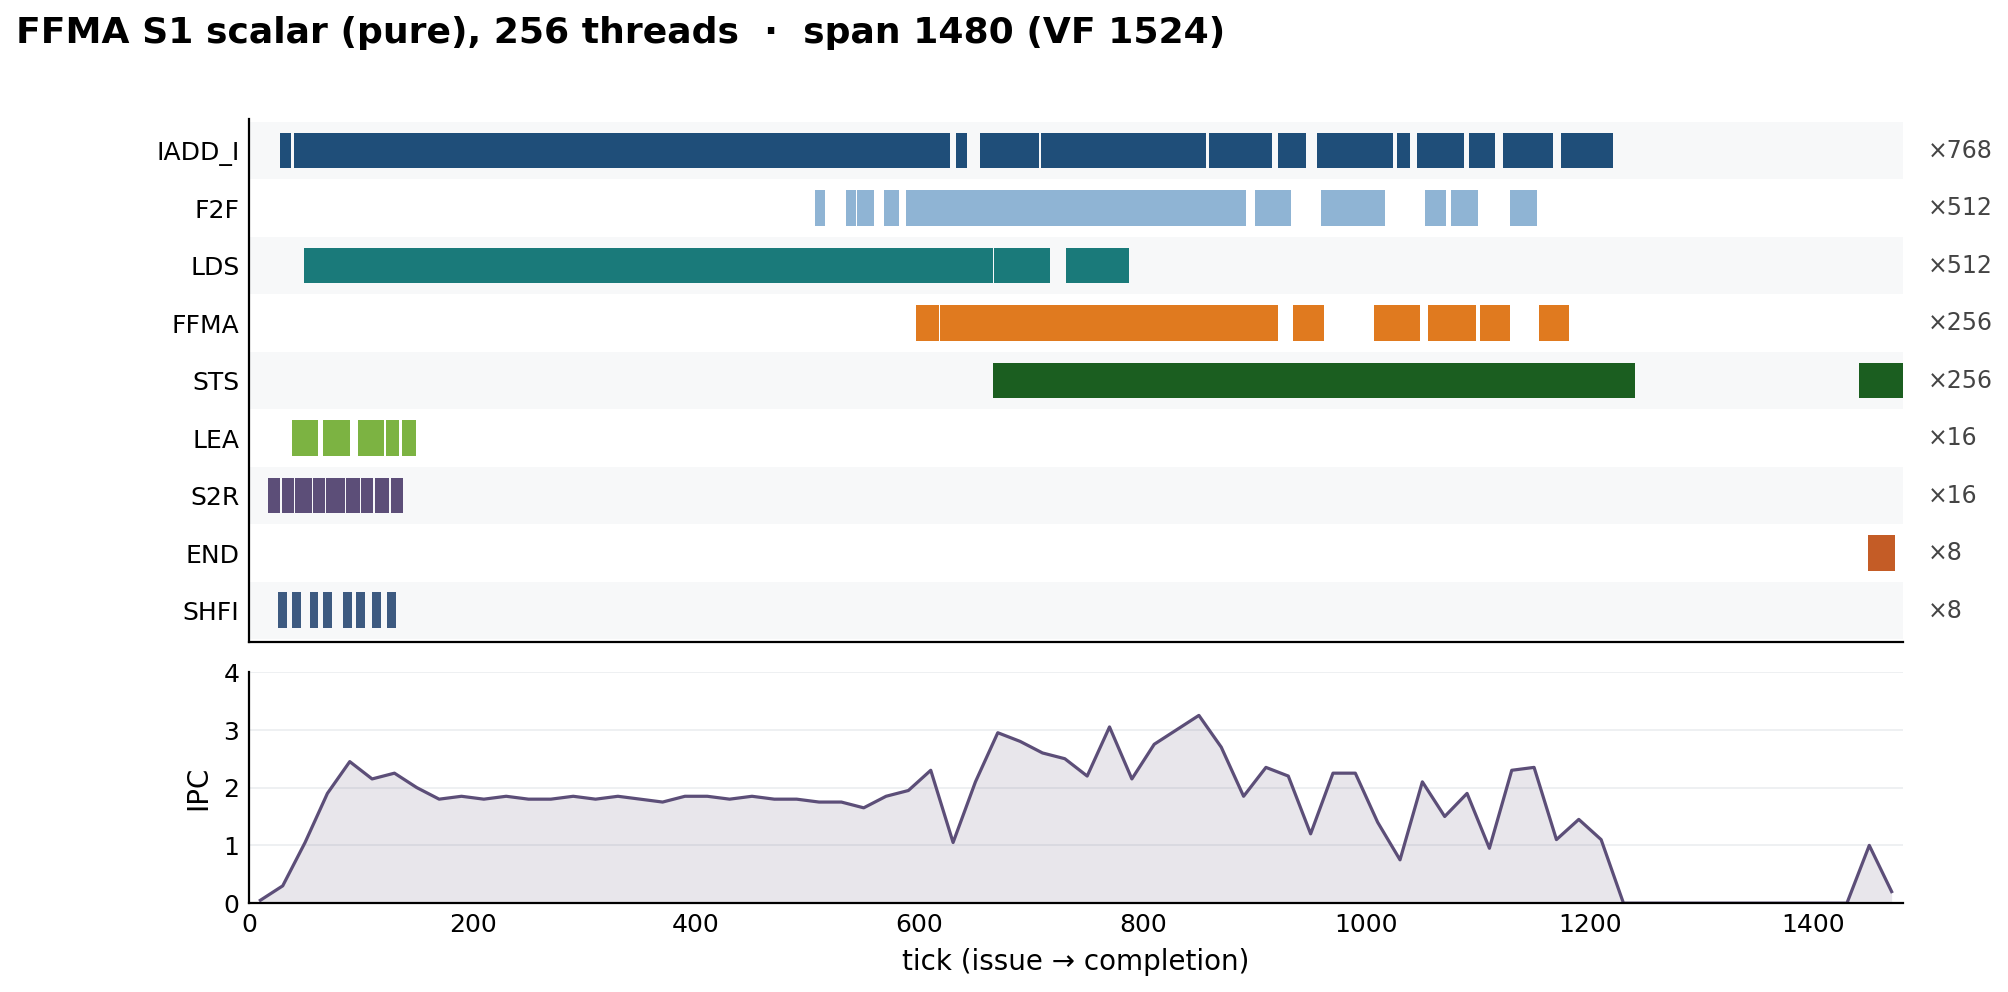 FFMA S1 scalar (pure), 256 threads · span 1480 (VF 1524)
IADD_I ×768
F2F ×512
LDS ×512
FFMA ×256
STS ×256
LEA ×16
S2R ×16
END ×8
SHFI ×8
4
3
2
1
0
IPC
0 200 400 600 800 1000 1200 1400
tick (issue → completion)